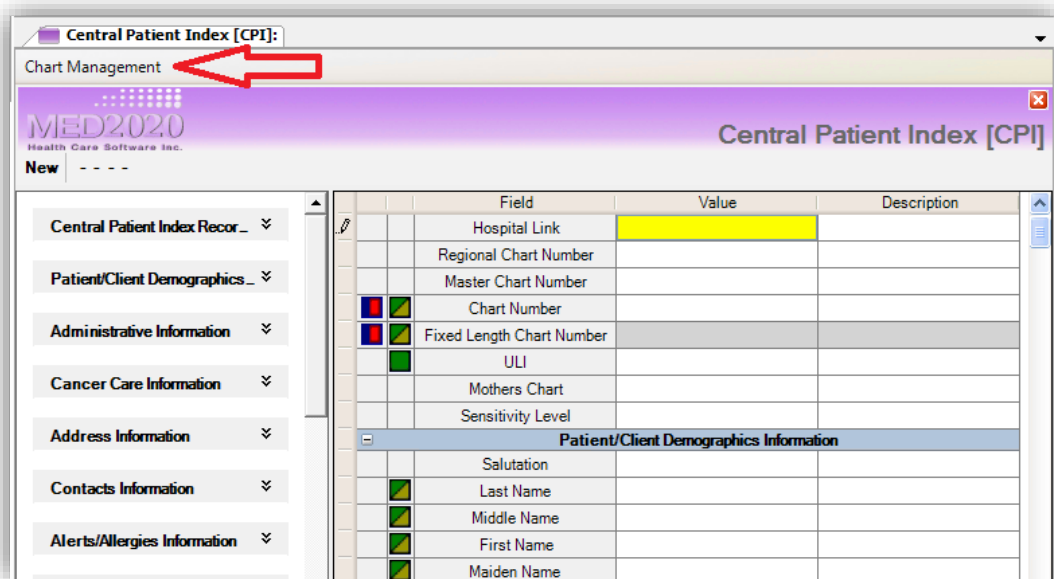 Central Patient Index [CPI]:
Chart Management
MED2020
Health Care Software Inc.
Central Patient Index [CPI]
New - - - -
Central Patient Index Recor...
Patient/Client Demographics...
Administrative Information
Cancer Care Information
Address Information
Contacts Information
Alerts/Allergies Information
Field Value Description
Hospital Link
Regional Chart Number
Master Chart Number
Chart Number
Fixed Length Chart Number
ULI
Mothers Chart
Sensitivity Level
Patient/Client Demographics Information
Salutation
Last Name
Middle Name
First Name
Maiden Name